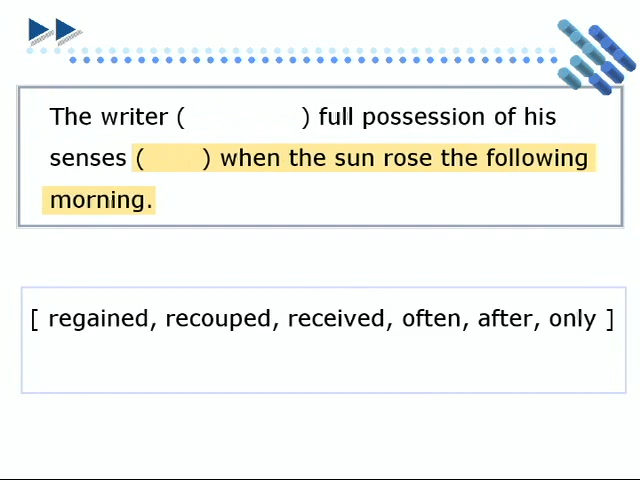 The writer ( ) full possession of his
senses ( ) when the sun rose the following
morning.
[ regained, recouped, received, often, after, only ]